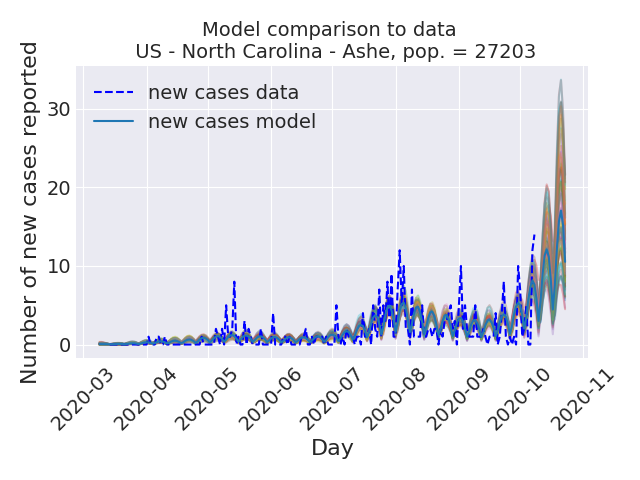 Model comparison to data
US - North Carolina - Ashe, pop. = 27203
Number of new cases reported
30
20
10
0
new cases data
new cases model
2020-03
2020-04
2020-05
2020-06
2020-07
2020-08
2020-09
2020-10
2020-11
Day